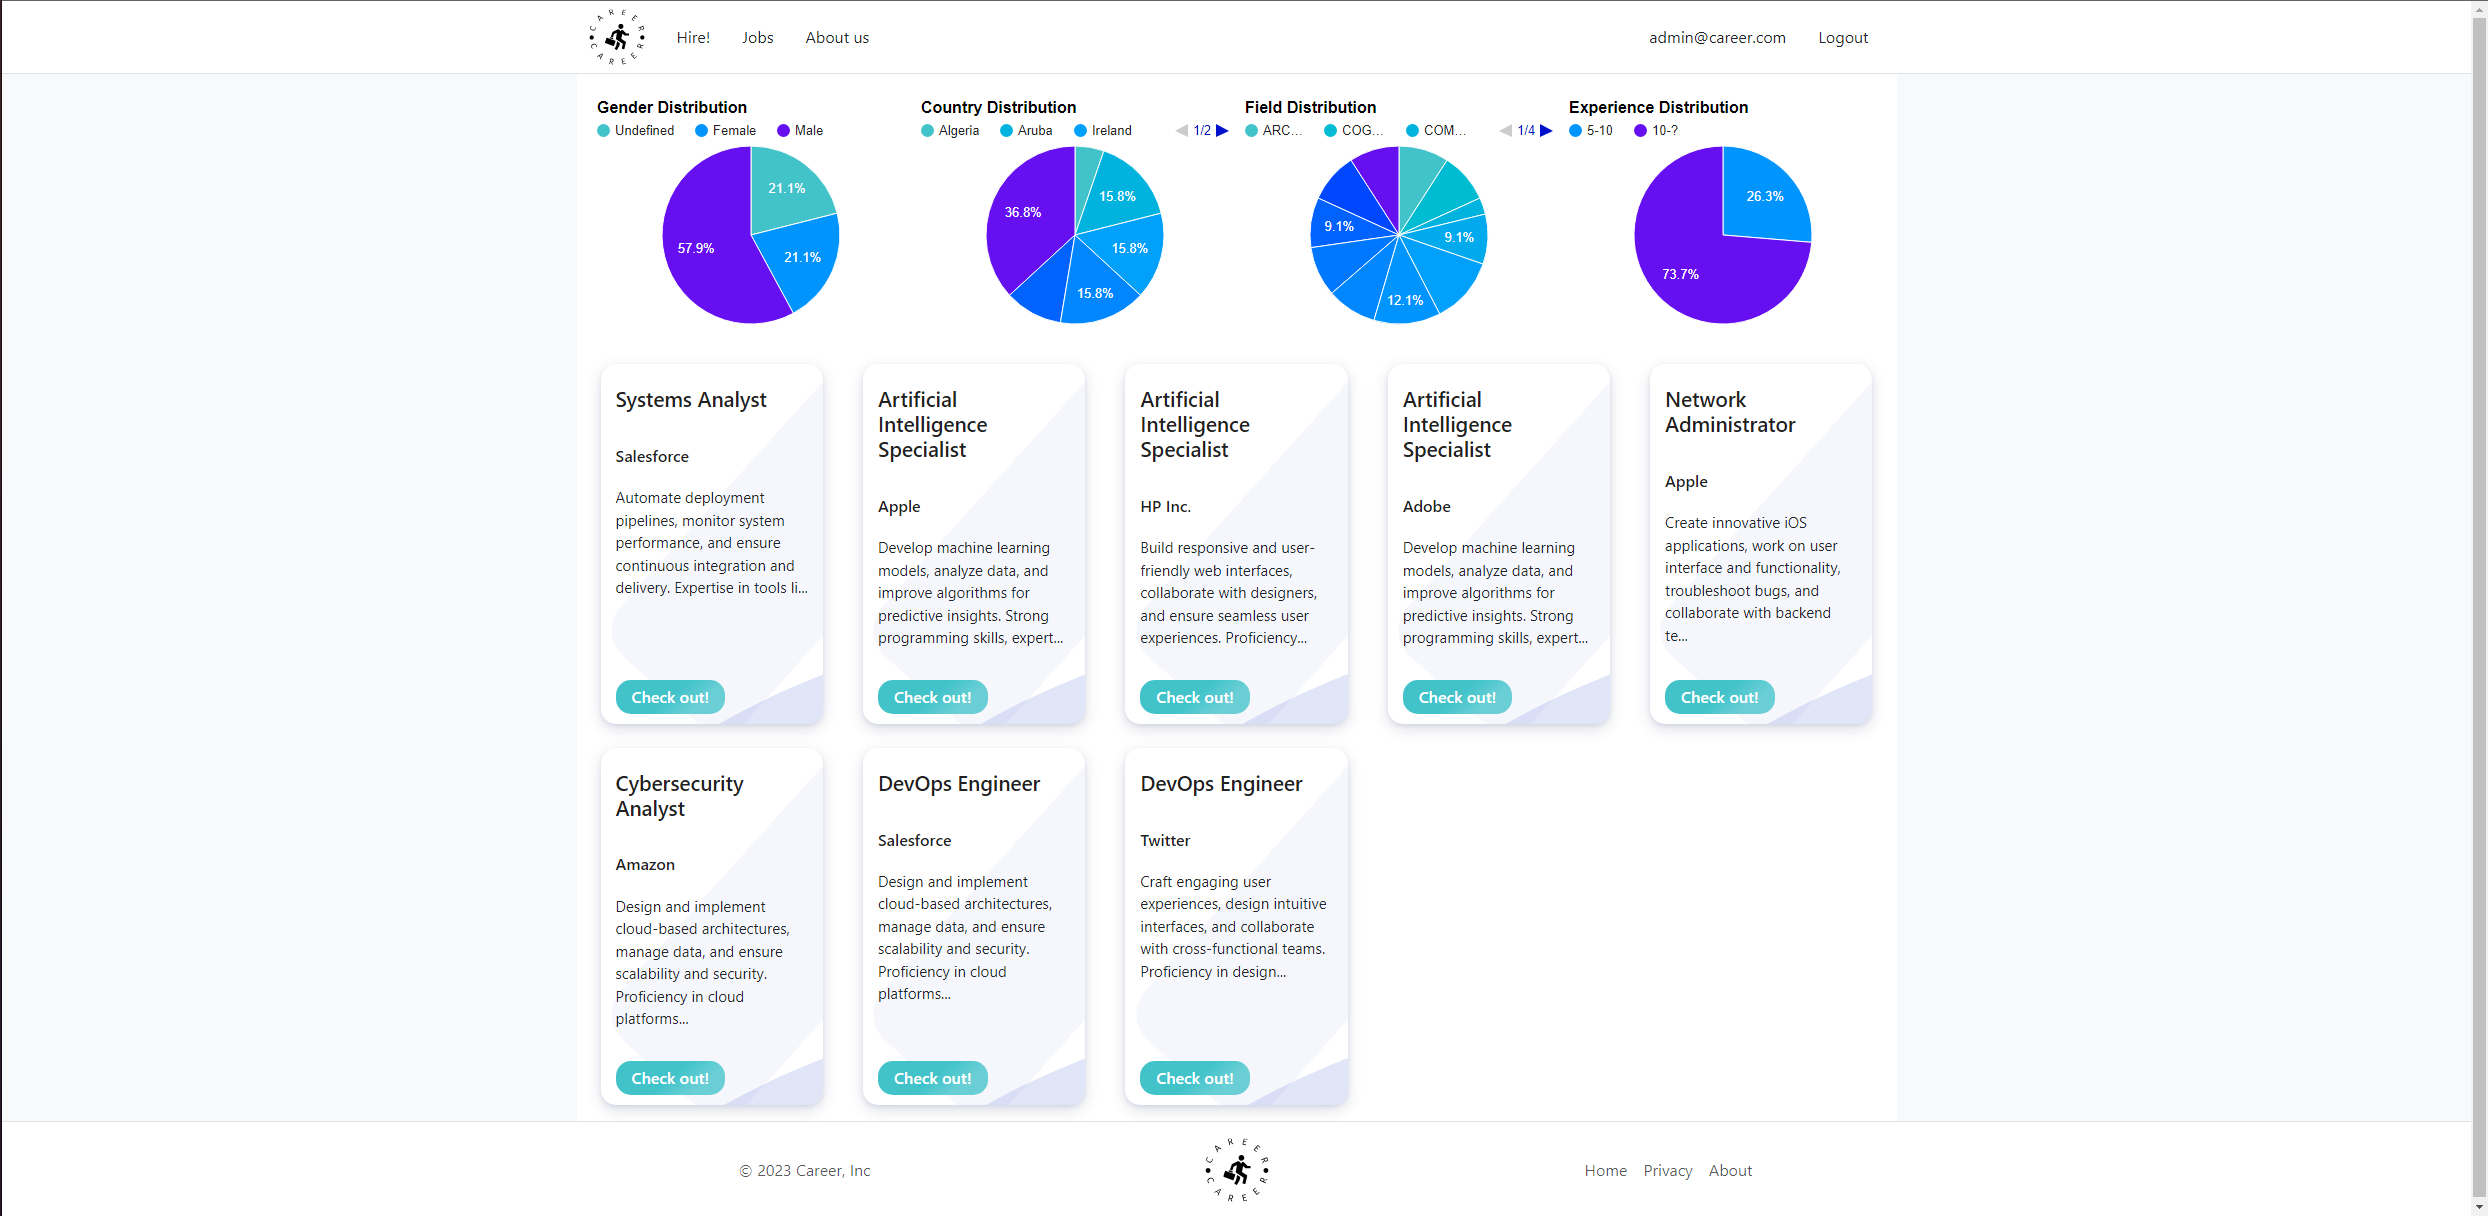 CAREER
CAREER
Hire!
Jobs
About us
admin@career.com
Logout
Gender Distribution
Undefined
Female
Male
21.1%
57.9%
21.1%
Country Distribution
Algeria
Aruba
Ireland
1/2
15.8%
36.8%
15.8%
15.8%
Field Distribution
ARC...
COG...
COM...
1/4
9.1%
9.1%
12.1%
Experience Distribution
5-10
10-?
26.3%
73.7%
Systems Analyst
Salesforce
Automate deployment
pipelines, monitor system
performance, and ensure
continuous integration and
delivery. Expertise in tools li...
Check out!
Artificial
Intelligence
Specialist
Apple
Develop machine learning
models, analyze data, and
improve algorithms for
predictive insights. Strong
programming skills, expert...
Check out!
Artificial
Intelligence
Specialist
HP Inc.
Build responsive and user-
friendly web interfaces,
collaborate with designers,
and ensure seamless user
experiences. Proficiency...
Check out!
Artificial
Intelligence
Specialist
Adobe
Develop machine learning
models, analyze data, and
improve algorithms for
predictive insights. Strong
programming skills, expert...
Check out!
Network
Administrator
Apple
Create innovative iOS
applications, work on user
interface and functionality,
troubleshoot bugs, and
collaborate with backend
te...
Check out!
Cybersecurity
Analyst
Amazon
Design and implement
cloud-based architectures,
manage data, and ensure
scalability and security.
Proficiency in cloud
platforms...
Check out!
DevOps Engineer
Salesforce
Design and implement
cloud-based architectures,
manage data, and ensure
scalability and security.
Proficiency in cloud
platforms...
Check out!
DevOps Engineer
Twitter
Craft engaging user
experiences, design intuitive
interfaces, and collaborate
with cross-functional teams.
Proficiency in design...
Check out!
© 2023 Career, Inc
CAREER
CAREER
Home
Privacy
About